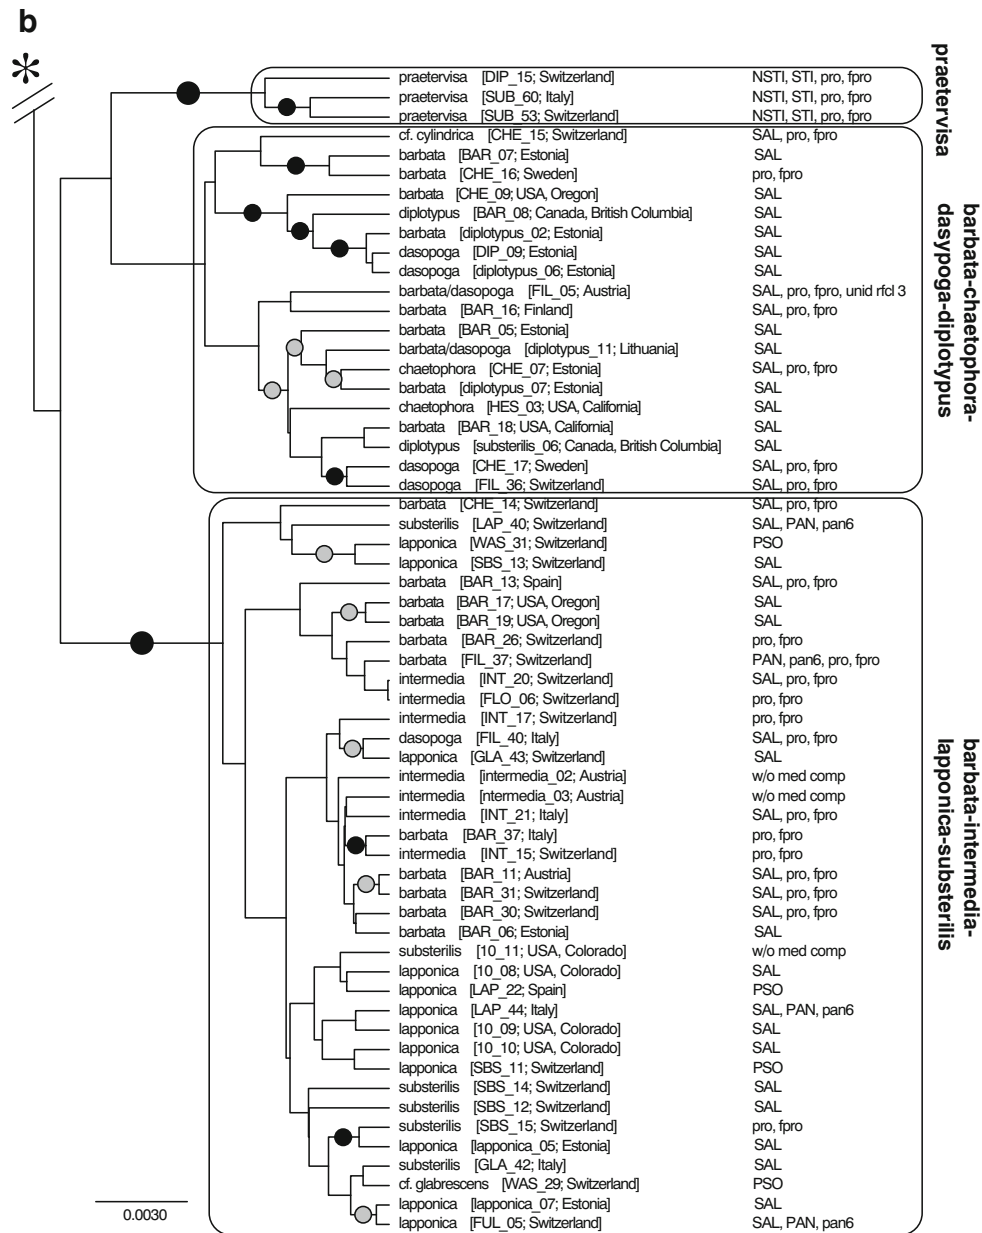 b
*
praetervisa [DIP_15; Switzerland] NSTI, STI, pro, fpro
praetervisa [SUB_60; Italy] NSTI, STI, pro, fpro
praetervisa [SUB_53; Switzerland] NSTI, STI, pro, fpro
praetervisa
cf. cylindrica [CHE_15; Switzerland] SAL, pro, fpro
barbata [BAR_07; Estonia] SAL
barbata [CHE_16; Sweden] pro, fpro
barbata [CHE_09; USA, Oregon] SAL
diplotypus [BAR_08; Canada, British Columbia] SAL
barbata [diplotypus_02; Estonia] SAL
dasopoga [DIP_09; Estonia] SAL
dasopoga [diplotypus_06; Estonia] SAL
barbata/dasopoga [FIL_05; Austria] SAL, pro, fpro, unid rfcl 3
barbata [BAR_16; Finland] SAL, pro, fpro
barbata [BAR_05; Estonia] SAL
barbata/dasopoga [diplotypus_11; Lithuania] SAL
chaetophora [CHE_07; Estonia] SAL, pro, fpro
barbata [diplotypus_07; Estonia] SAL
chaetophora [HES_03; USA, California] SAL
barbata [BAR_18; USA, California] SAL
diplotypus [substerilis_06; Canada, British Columbia] SAL
dasopoga [CHE_17; Sweden] SAL, pro, fpro
dasopoga [FIL_36; Switzerland] SAL, pro, fpro
barbata-chaetophora-
dasypoga-diplotypus
barbata [CHE_14; Switzerland] SAL, pro, fpro
substerilis [LAP_40; Switzerland] SAL, PAN, pan6
lapponica [WAS_31; Switzerland] PSO
lapponica [SBS_13; Switzerland] SAL
barbata [BAR_13; Spain] SAL, pro, fpro
barbata [BAR_17; USA, Oregon] SAL
barbata [BAR_19; USA, Oregon] SAL
barbata [BAR_26; Switzerland] pro, fpro
barbata [FIL_37; Switzerland] PAN, pan6, pro, fpro
intermedia [INT_20; Switzerland] SAL, pro, fpro
intermedia [FLO_06; Switzerland] pro, fpro
intermedia [INT_17; Switzerland] pro, fpro
dasopoga [FIL_40; Italy] SAL, pro, fpro
lapponica [GLA_43; Switzerland] SAL
intermedia [intermedia_02; Austria] w/o med comp
intermedia [ntermedia_03; Austria] w/o med comp
intermedia [INT_21; Italy] SAL, pro, fpro
barbata [BAR_37; Italy] pro, fpro
intermedia [INT_15; Switzerland] pro, fpro
barbata [BAR_11; Austria] SAL, pro, fpro
barbata [BAR_31; Switzerland] SAL, pro, fpro
barbata [BAR_30; Switzerland] SAL, pro, fpro
barbata [BAR_06; Estonia] SAL
substerilis [10_11; USA, Colorado] w/o med comp
lapponica [10_08; USA, Colorado] SAL
lapponica [LAP_22; Spain] PSO
lapponica [LAP_44; Italy] SAL, PAN, pan6
lapponica [10_09; USA, Colorado] SAL
lapponica [10_10; USA, Colorado] SAL
lapponica [SBS_11; Switzerland] PSO
substerilis [SBS_14; Switzerland] SAL
substerilis [SBS_12; Switzerland] SAL
substerilis [SBS_15; Switzerland] pro, fpro
lapponica [lapponica_05; Estonia] SAL
substerilis [GLA_42; Italy] SAL
cf. glabrescens [WAS_29; Switzerland] PSO
lapponica [lapponica_07; Estonia] SAL
lapponica [FUL_05; Switzerland] SAL, PAN, pan6
barbata-intermedia-
lapponica-substerilis
0.0030